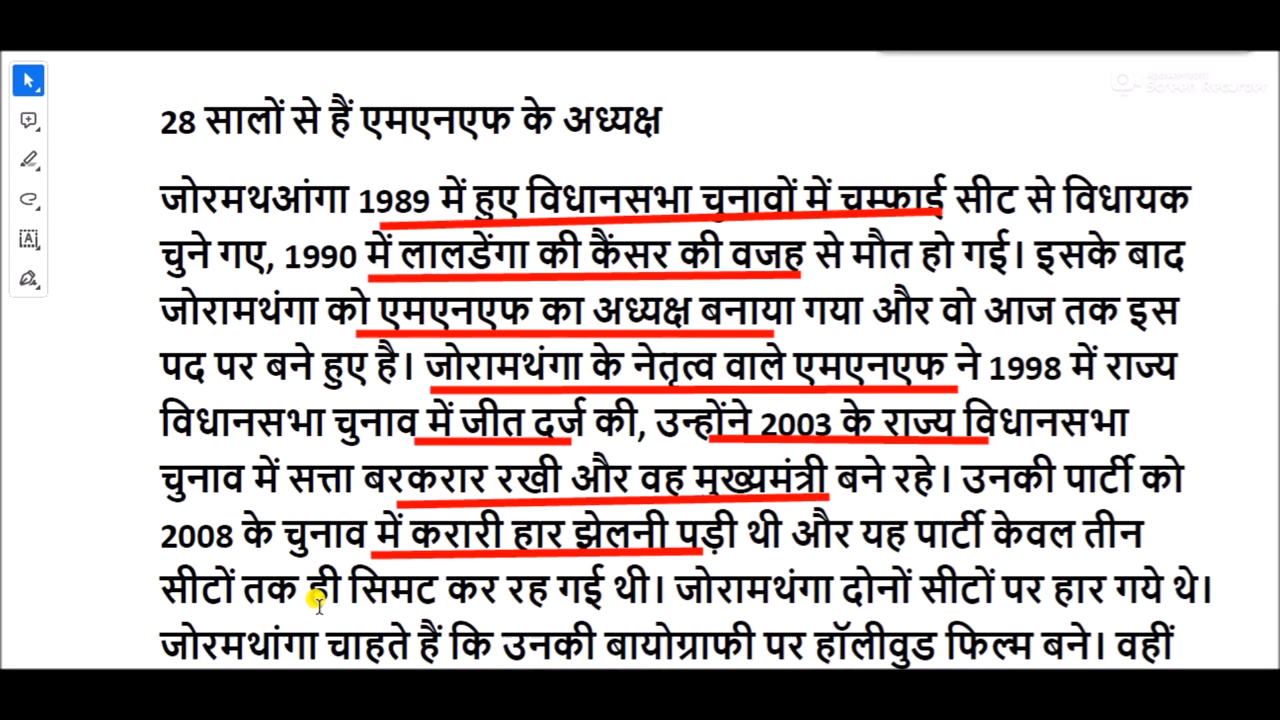 Screen Recorder
28 सालों से हैं एमएनएफ के अध्यक्ष
जोरमथआंगा 1989 में हुए विधानसभा चुनावों में चम्फाई सीट से विधायक
चुने गए, 1990 में लालडेंगा की कैंसर की वजह से मौत हो गई। इसके बाद
जोरामथंगा को एमएनएफ का अध्यक्ष बनाया गया और वो आज तक इस
पद पर बने हुए है। जोरामथंगा के नेतृत्व वाले एमएनएफ ने 1998 में राज्य
विधानसभा चुनाव में जीत दर्ज की, उन्होंने 2003 के राज्य विधानसभा
चुनाव में सत्ता बरकरार रखी और वह मुख्यमंत्री बने रहे। उनकी पार्टी को
2008 के चुनाव में करारी हार झेलनी पड़ी थी और यह पार्टी केवल तीन
सीटों तक ही सिमट कर रह गई थी। जोरामथंगा दोनों सीटों पर हार गये थे।
जोरमथांगा चाहते हैं कि उनकी बायोग्राफी पर हॉलीवुड फिल्म बने। वहीं